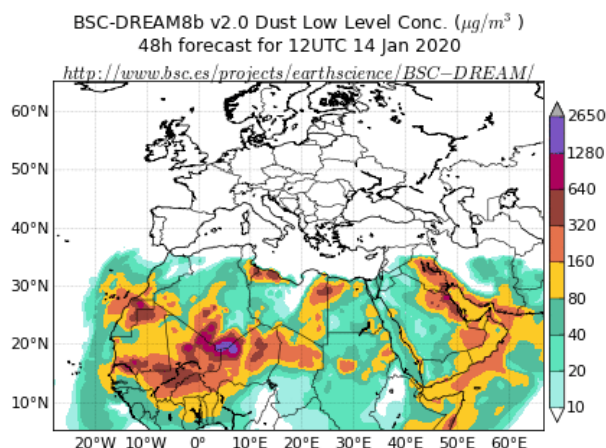 BSC-DREAM8b v2.0 Dust Low Level Conc. (μg/m³ )
48h forecast for 12UTC 14 Jan 2020
http://www.bsc.es/projects/earthscience/BSC−DREAM/
60°N
50°N
40°N
30°N
20°N
10°N
20°W 10°W 0° 10°E 20°E 30°E 40°E 50°E 60°E
2650
1280
640
320
160
80
40
20
10